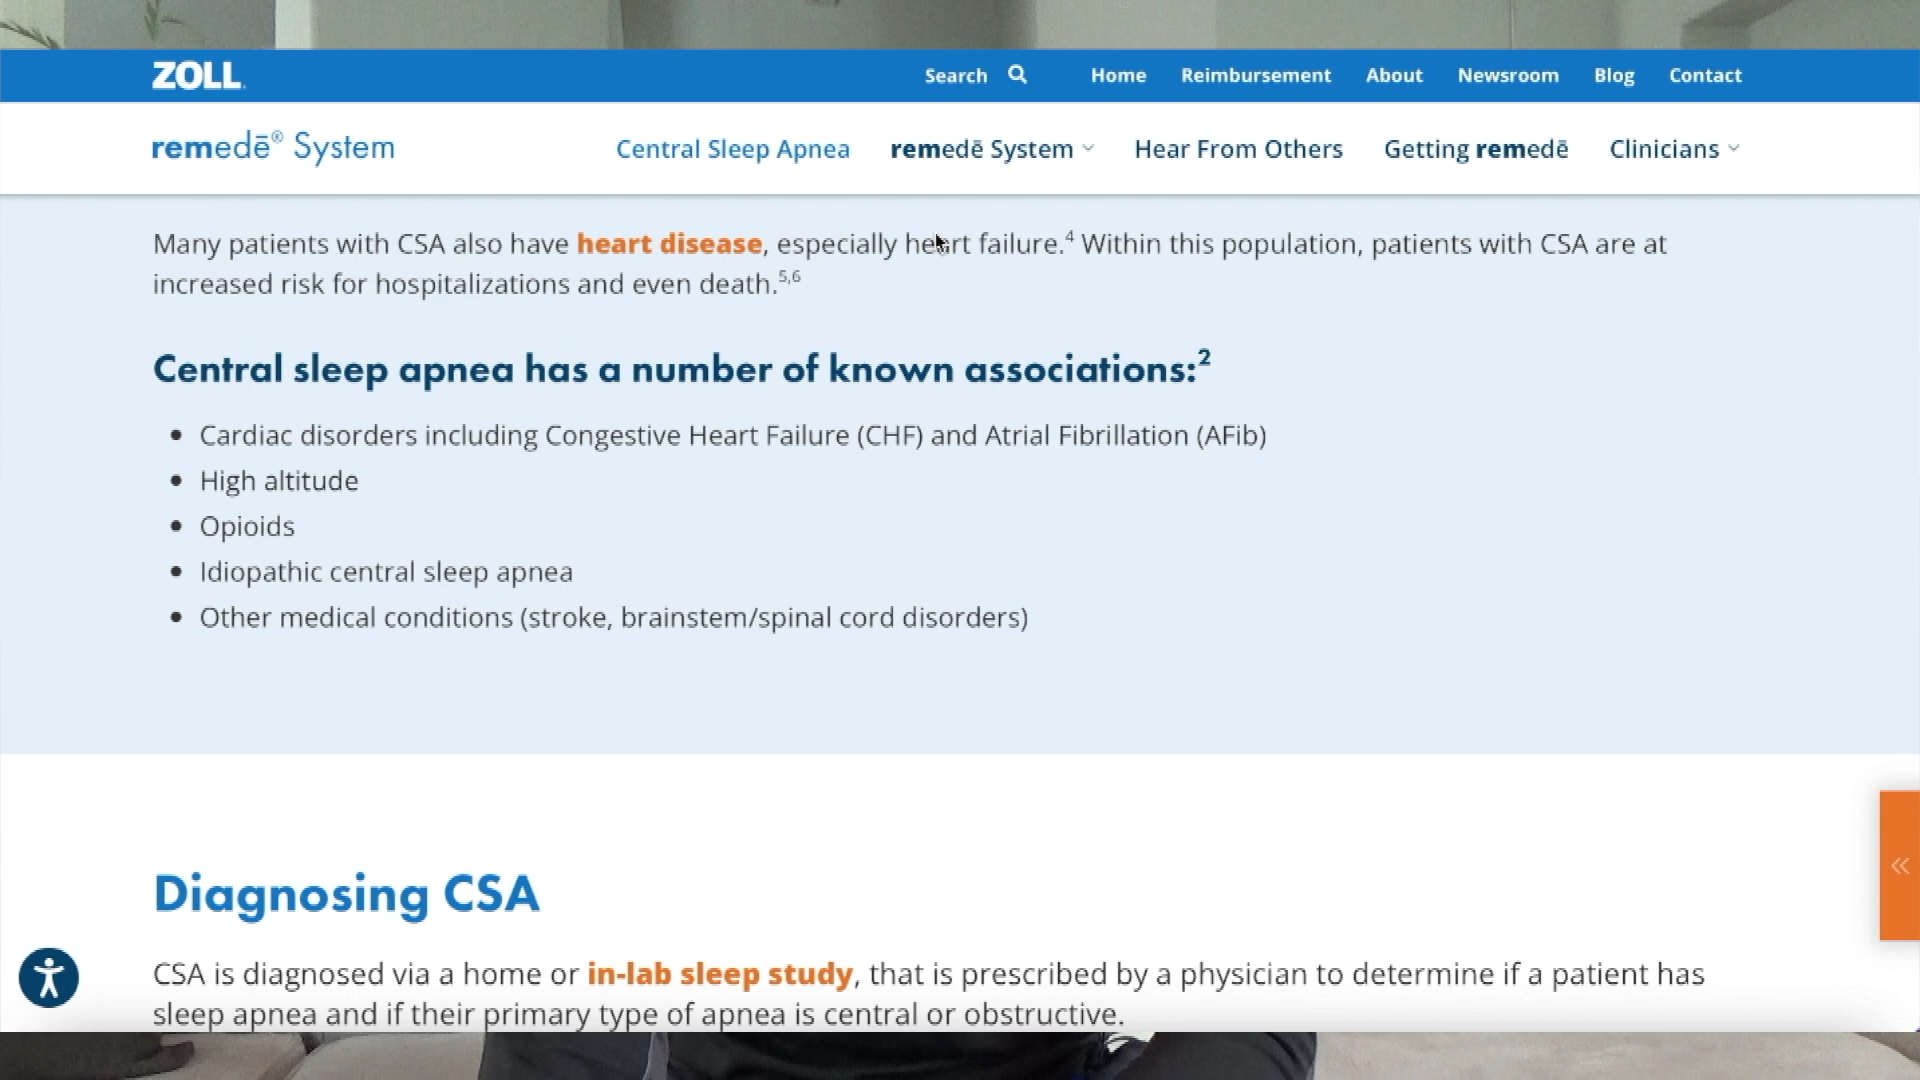 ZOLL
Search
Home
Reimbursement
About
Newsroom
Blog
Contact
remedē® System
Central Sleep Apnea
remedē System
Hear From Others
Getting remedē
Clinicians
Many patients with CSA also have heart disease, especially heart failure.4 Within this population, patients with CSA are at
increased risk for hospitalizations and even death.5,6
Central sleep apnea has a number of known associations:2
• Cardiac disorders including Congestive Heart Failure (CHF) and Atrial Fibrillation (AFib)
• High altitude
• Opioids
• Idiopathic central sleep apnea
• Other medical conditions (stroke, brainstem/spinal cord disorders)
«
Diagnosing CSA
CSA is diagnosed via a home or in-lab sleep study, that is prescribed by a physician to determine if a patient has
sleep apnea and if their primary type of apnea is central or obstructive.